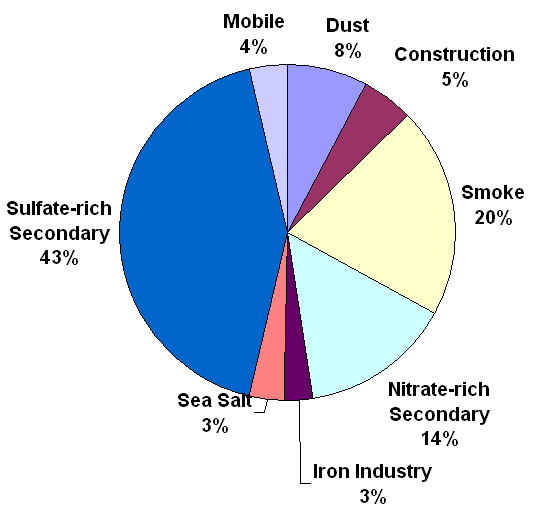 Mobile
4%
Dust
8%
Construction
5%
Smoke
20%
Nitrate-rich
Secondary
14%
Iron Industry
3%
Sea Salt
3%
Sulfate-rich
Secondary
43%